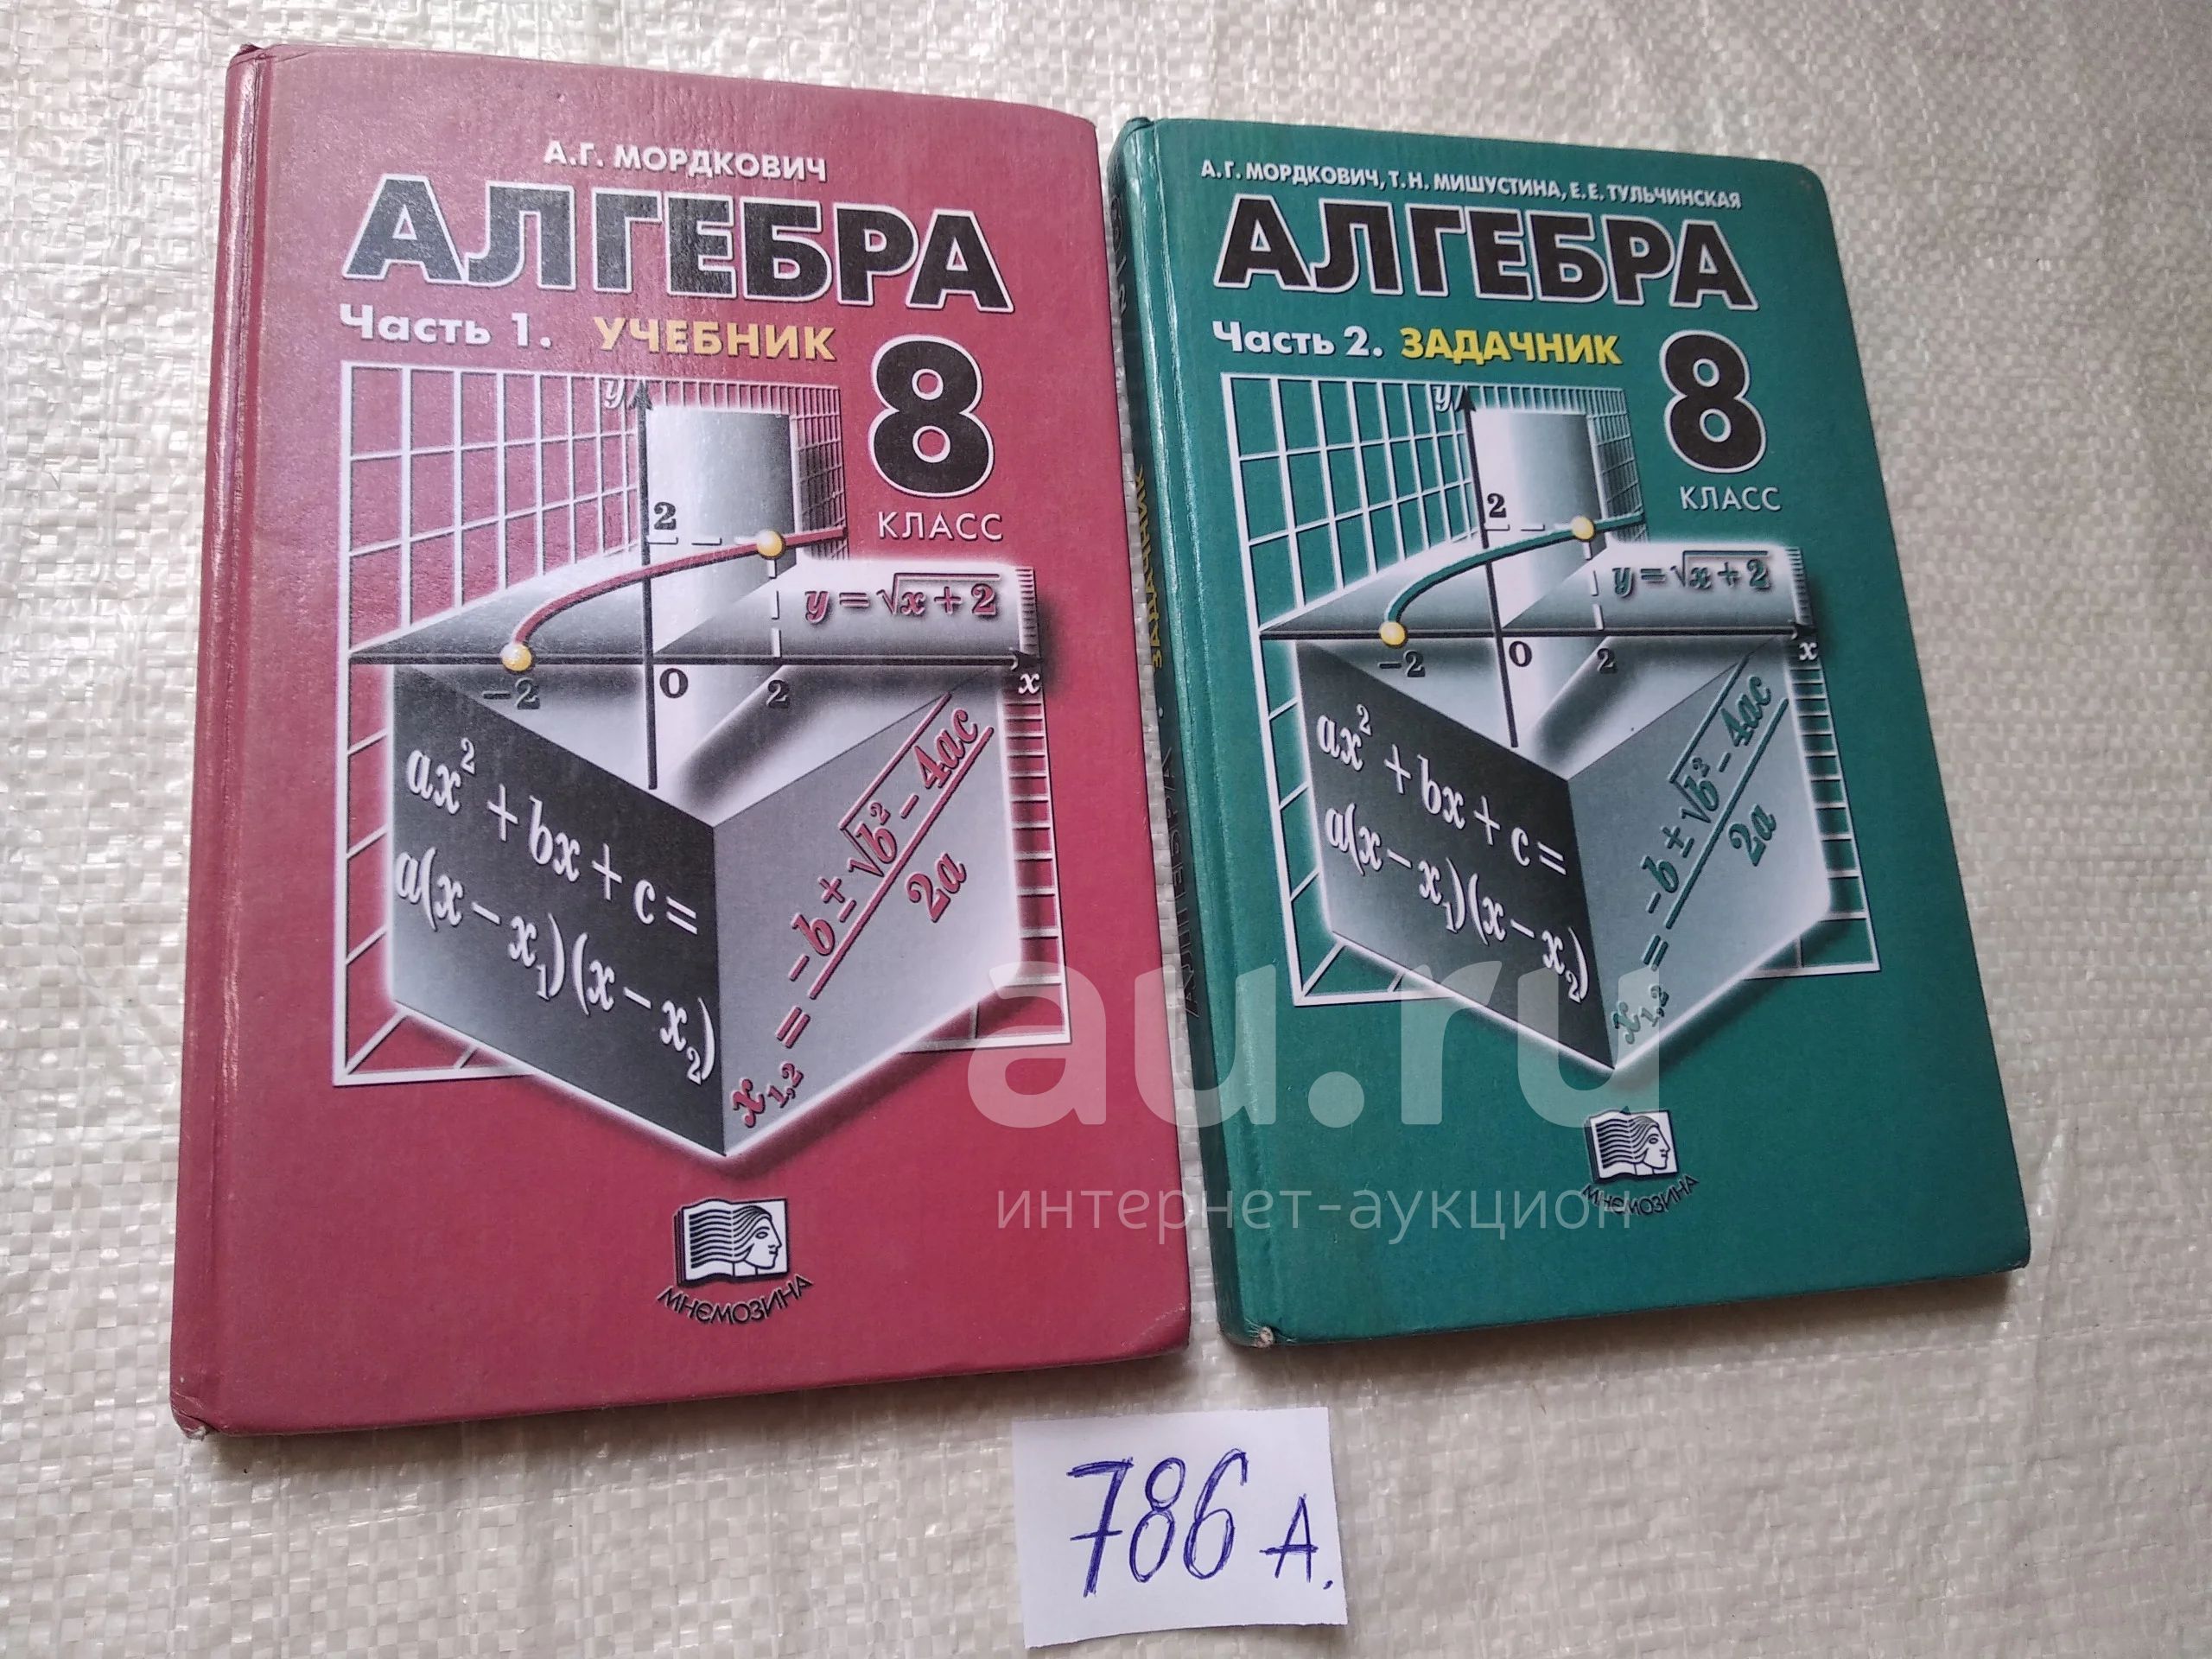 А.Г. МОРДКОВИЧ
АЛГЕБРА
Часть 1. УЧЕБНИК
8
КЛАСС
y
2
y = √x + 2
-2
0
2
x
ax² + bx + c =
a(x − x₁)(x − x₂)
x₁,₂ = −b ± √b² − 4ac
2a
МНЕМОЗИНА
А.Г. МОРДКОВИЧ, Т.Н. МИШУСТИНА, Е.Е. ТУЛЬЧИНСКАЯ
АЛГЕБРА
Часть 2. ЗАДАЧНИК
8
КЛАСС
y
2
y = √x + 2
-2
0
2
x
ax² + bx + c =
a(x − x₁)(x − x₂)
x₁,₂ = −b ± √b² − 4ac
2a
МНЕМОЗИНА
АЛГЕБРА • ЗАДАЧНИК
au.ru
интернет-аукцион
786 А.